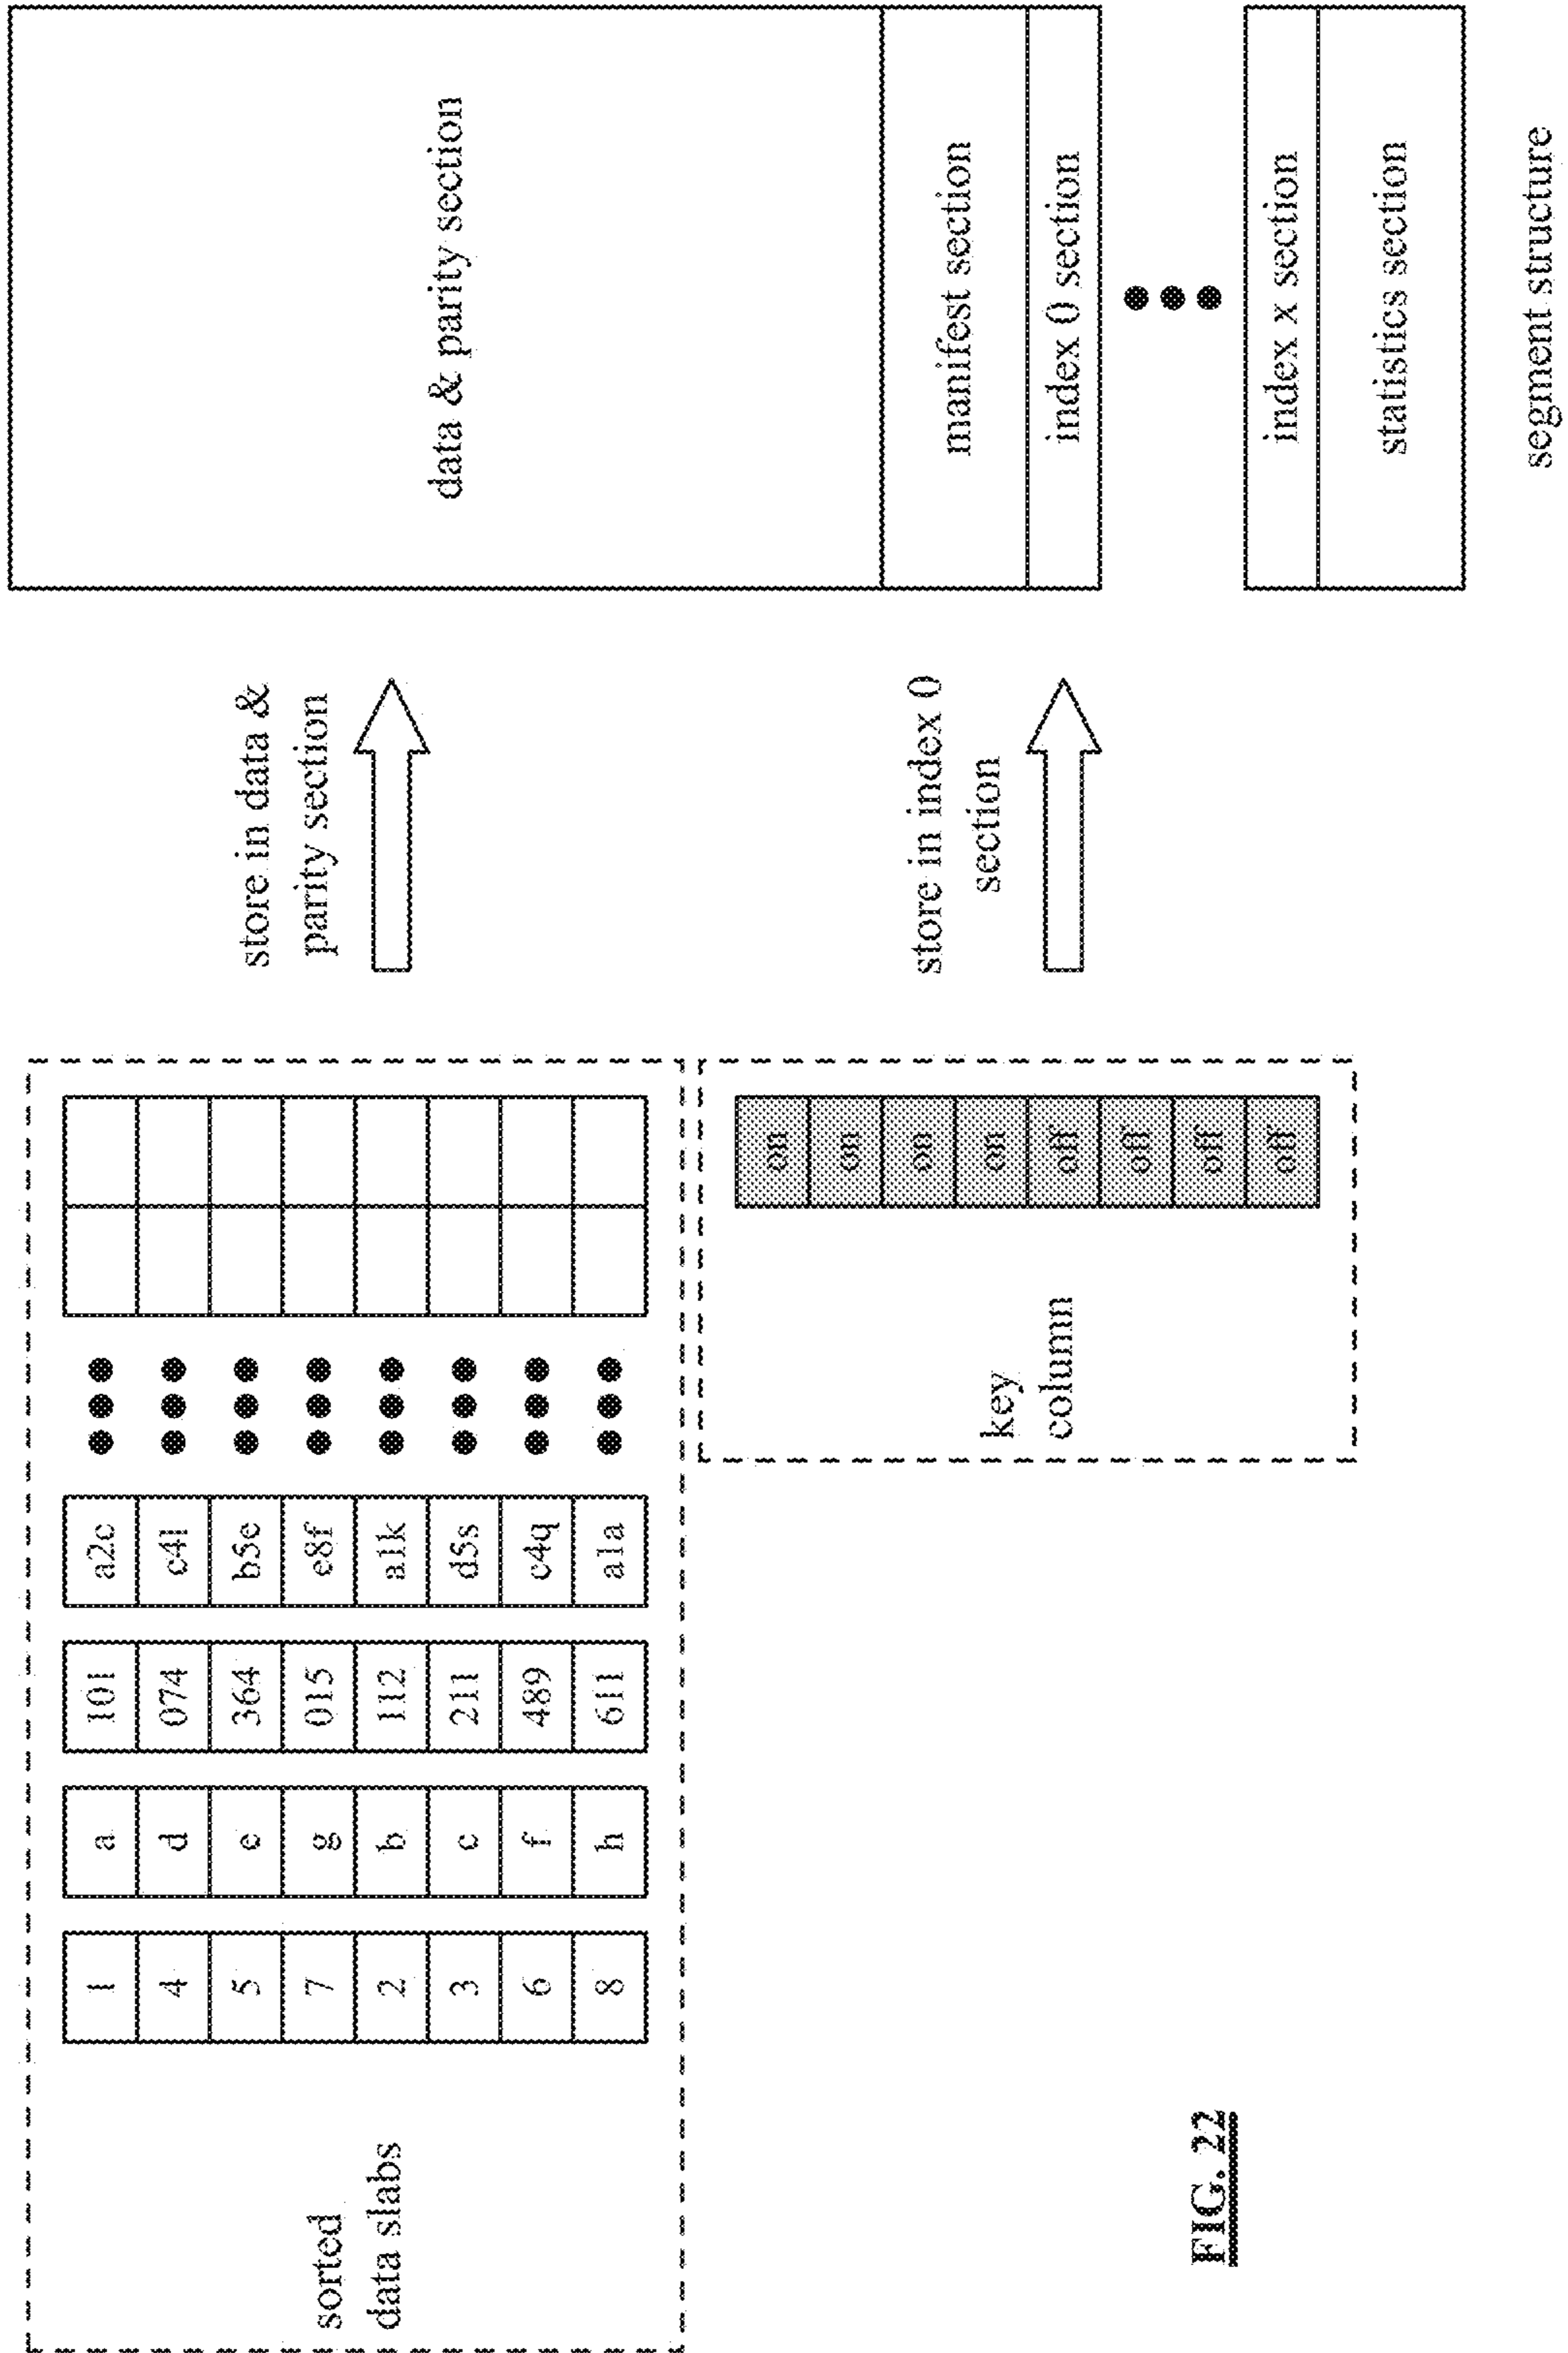 sorted
data slabs
1 a 101 a2c
4 d 074 c4l
5 e 364 b5e
7 g 015 e8f
2 b 112 a1k
3 c 211 d5s
6 f 489 c4q
8 h 611 a1a
store in data &
parity section
data & parity section
key
column
on
on
on
on
off
off
off
off
store in index 0
section
manifest section
index 0 section
index x section
statistics section
segment structure
FIG. 22